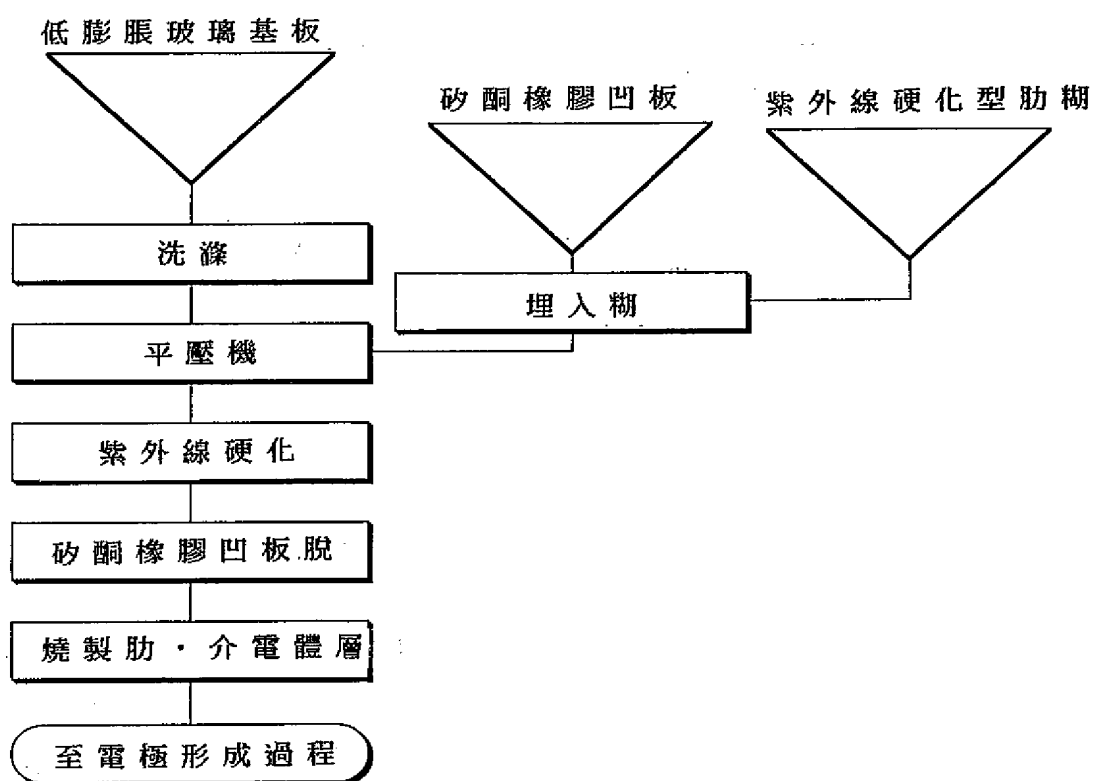 低膨脹玻璃基板
矽酮橡膠凹板
紫外線硬化型肋糊
洗滌
埋入糊
平壓機
紫外線硬化
矽酮橡膠凹板脫
燒製肋・介電體層
至電極形成過程